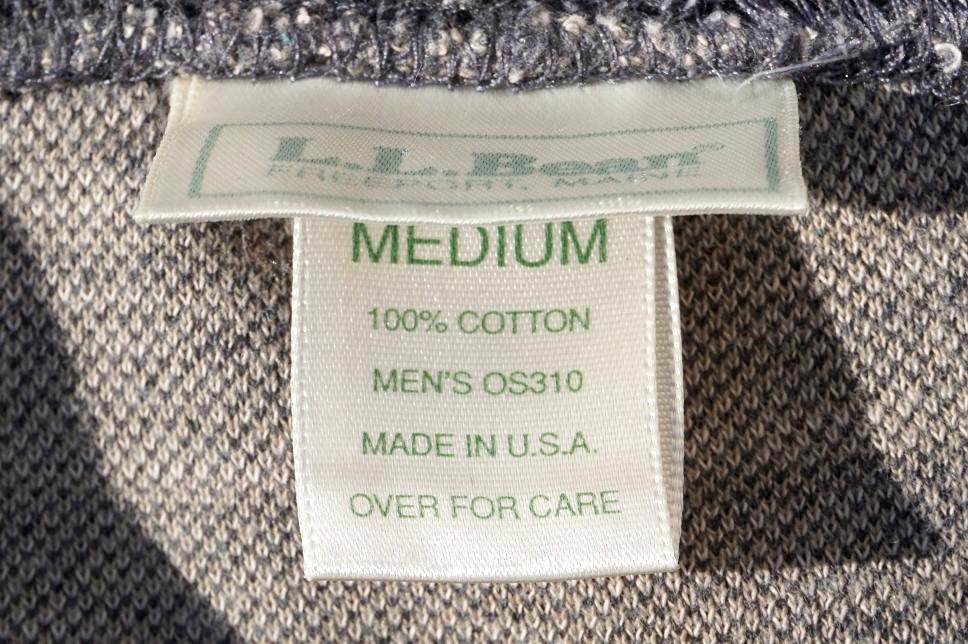 L.L.Bean®
FREEPORT, MAINE
MEDIUM
100% COTTON
MEN'S OS310
MADE IN U.S.A.
OVER FOR CARE